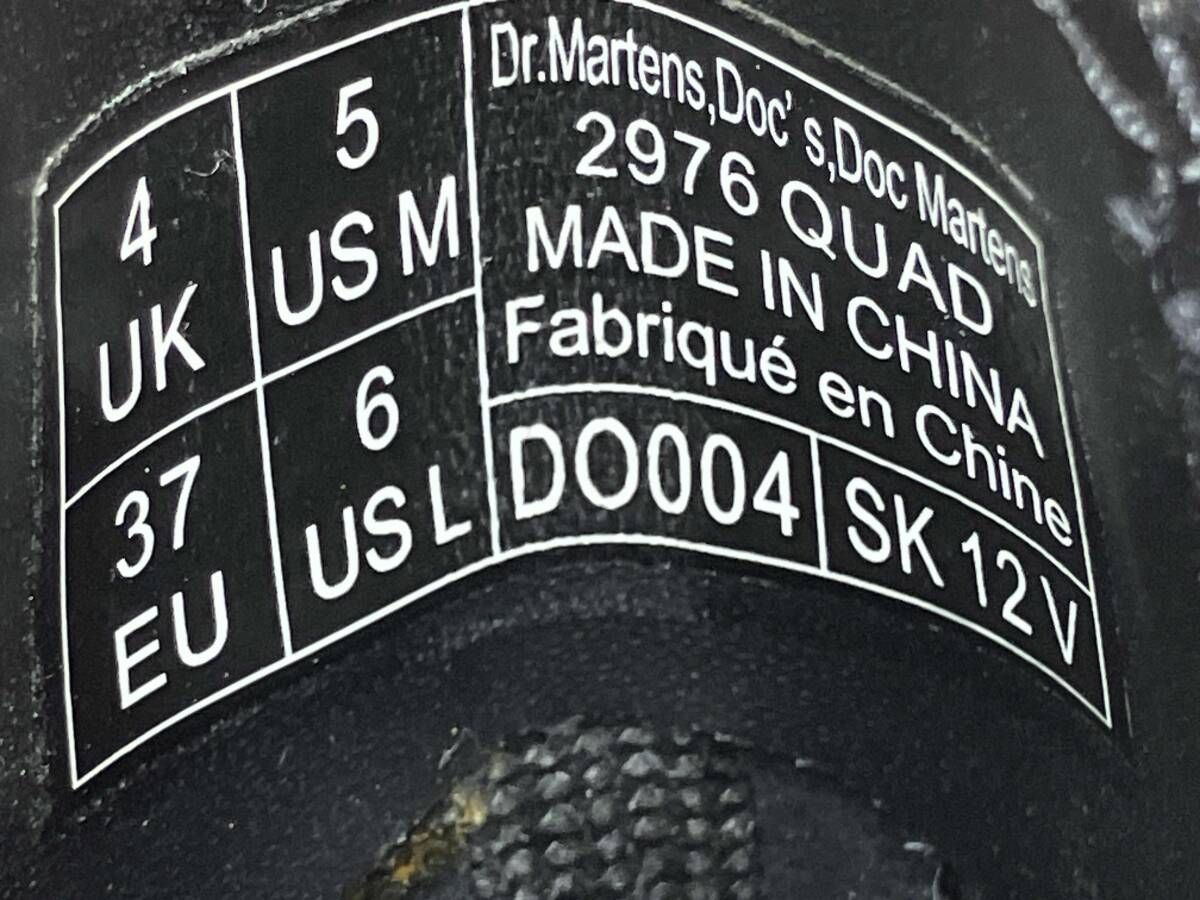 4
UK
5
US M
37
EU
6
US L
Dr.Martens,Doc's,Doc Martens
2976 QUAD
MADE IN CHINA
Fabriqué en Chine
DO004
SK 12 V